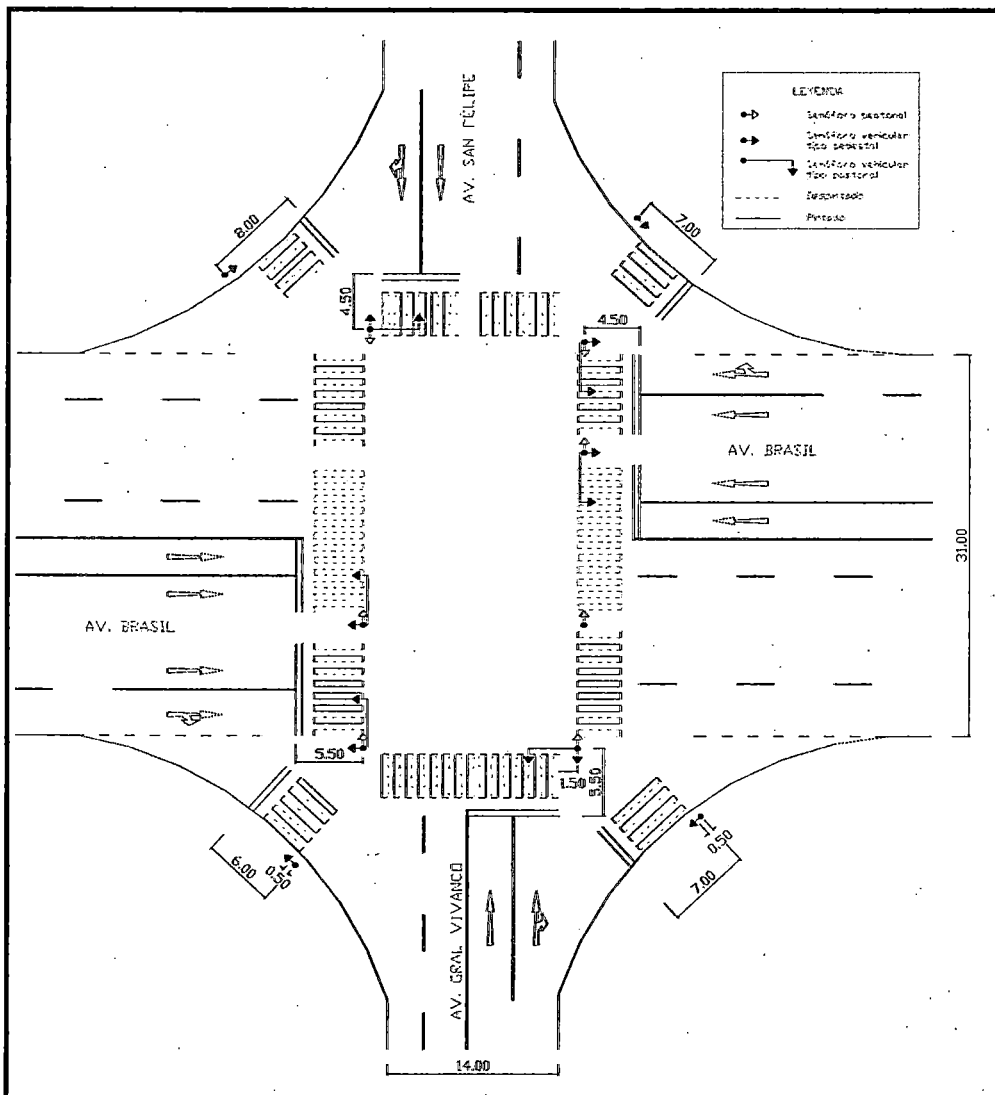 AV. SAN FELIPE
LEYENDA
Semáforo peatonal
Semáforo vehicular
tipo pedestal
Semáforo vehicular
tipo pastoral
Despintado
Pintado
8.00
7.00
4.50
4.50
AV. BRASIL
31.00
AV. BRASIL
5.50
1.50
5.50
6.00
0.50
0.50
7.00
AV. GRAL VIVANCO
14.00